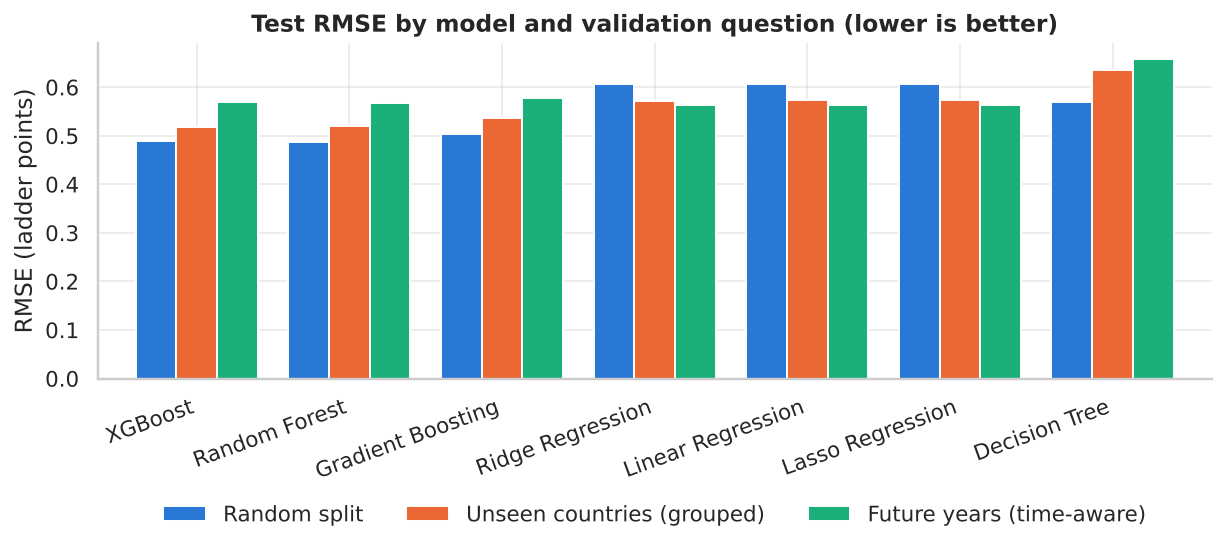 Test RMSE by model and validation question (lower is better)
RMSE (ladder points)
0.6
0.5
0.4
0.3
0.2
0.1
0.0
XGBoost
Random Forest
Gradient Boosting
Ridge Regression
Linear Regression
Lasso Regression
Decision Tree
Random split
Unseen countries (grouped)
Future years (time-aware)